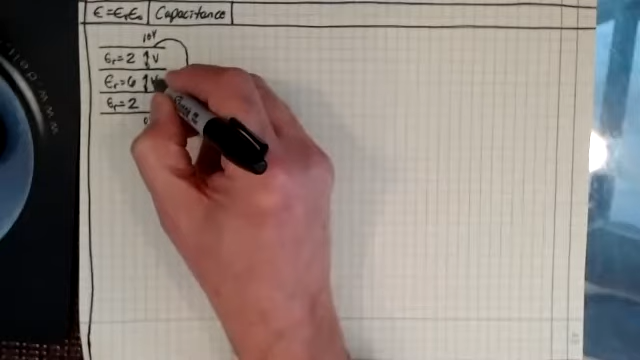 ε = εᵣε₀ Capacitance
10V
εᵣ = 2 V
εᵣ = 6 V
εᵣ = 2